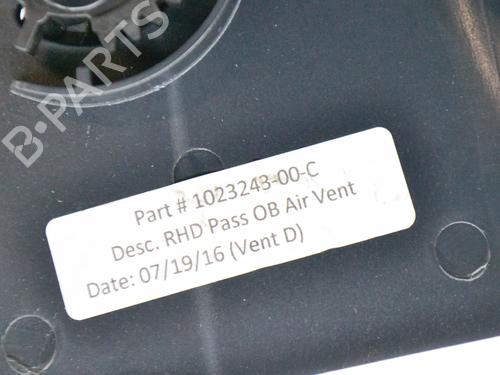 B-PARTS
Part # 1023243-00-C
Desc. RHD Pass OB Air Vent
Date: 07/19/16 (Vent D)